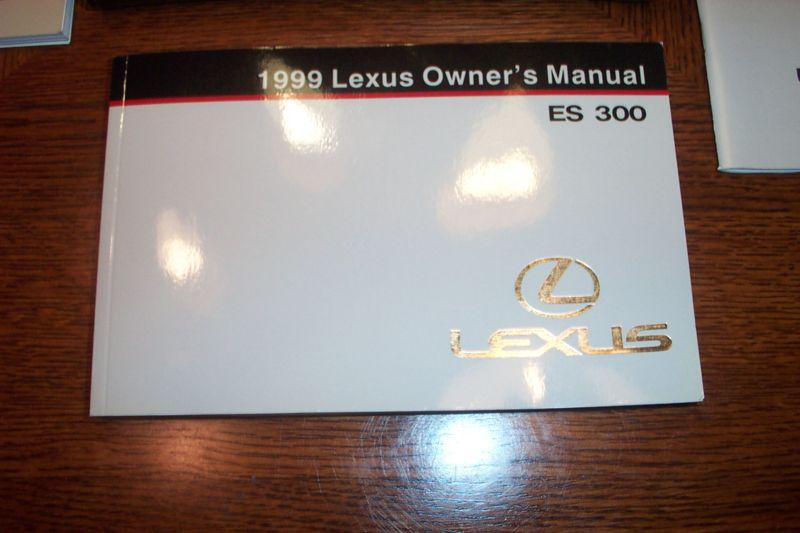 1999 Lexus Owner's Manual
ES 300
LEXUS